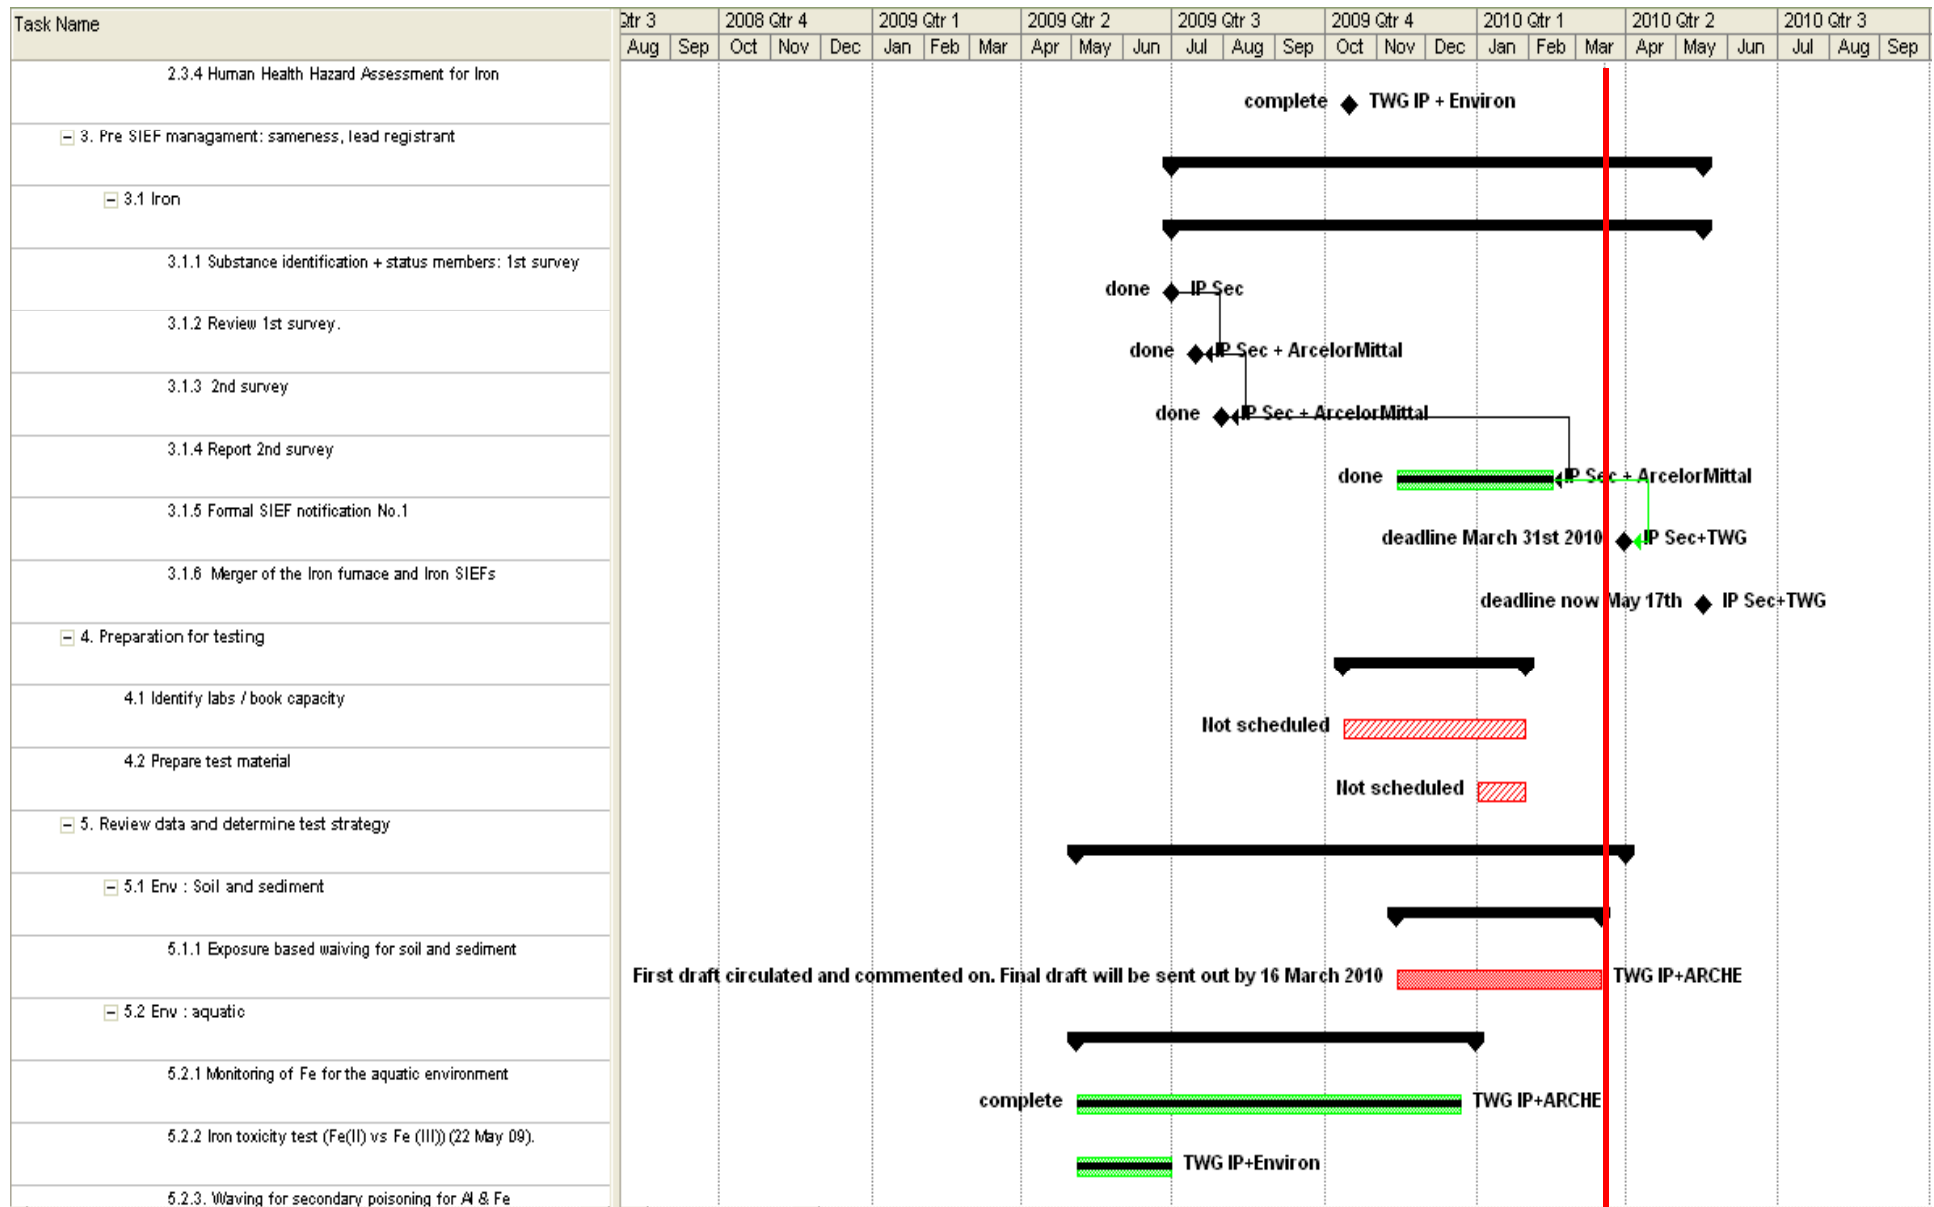 Task Name
Qtr 3 2008 Qtr 4 2009 Qtr 1 2009 Qtr 2 2009 Qtr 3 2009 Qtr 4 2010 Qtr 1 2010 Qtr 2 2010 Qtr 3
Aug Sep Oct Nov Dec Jan Feb Mar Apr May Jun Jul Aug Sep Oct Nov Dec Jan Feb Mar Apr May Jun Jul Aug Sep
2.3.4 Human Health Hazard Assessment for Iron
complete TWG IP + Environ
3. Pre SIEF managament: sameness, lead registrant
3.1 Iron
3.1.1 Substance identification + status members: 1st survey
done IP Sec
3.1.2 Review 1st survey.
done IP Sec + ArcelorMittal
3.1.3 2nd survey
done IP Sec + ArcelorMittal
3.1.4 Report 2nd survey
done IP Sec + ArcelorMittal
3.1.5 Formal SIEF notification No.1
deadline March 31st 2010 IP Sec+TWG
3.1.6 Merger of the Iron furnace and Iron SIEFs
deadline now May 17th IP Sec+TWG
4. Preparation for testing
4.1 Identify labs / book capacity
Not scheduled
4.2 Prepare test material
Not scheduled
5. Review data and determine test strategy
5.1 Env : Soil and sediment
5.1.1 Exposure based waiving for soil and sediment
First draft circulated and commented on. Final draft will be sent out by 16 March 2010 TWG IP+ARCHE
5.2 Env : aquatic
5.2.1 Monitoring of Fe for the aquatic environment
complete TWG IP+ARCHE
5.2.2 Iron toxicity test (Fe(II) vs Fe (III)) (22 May 09).
TWG IP+Environ
5.2.3. Waving for secondary poisoning for Al & Fe